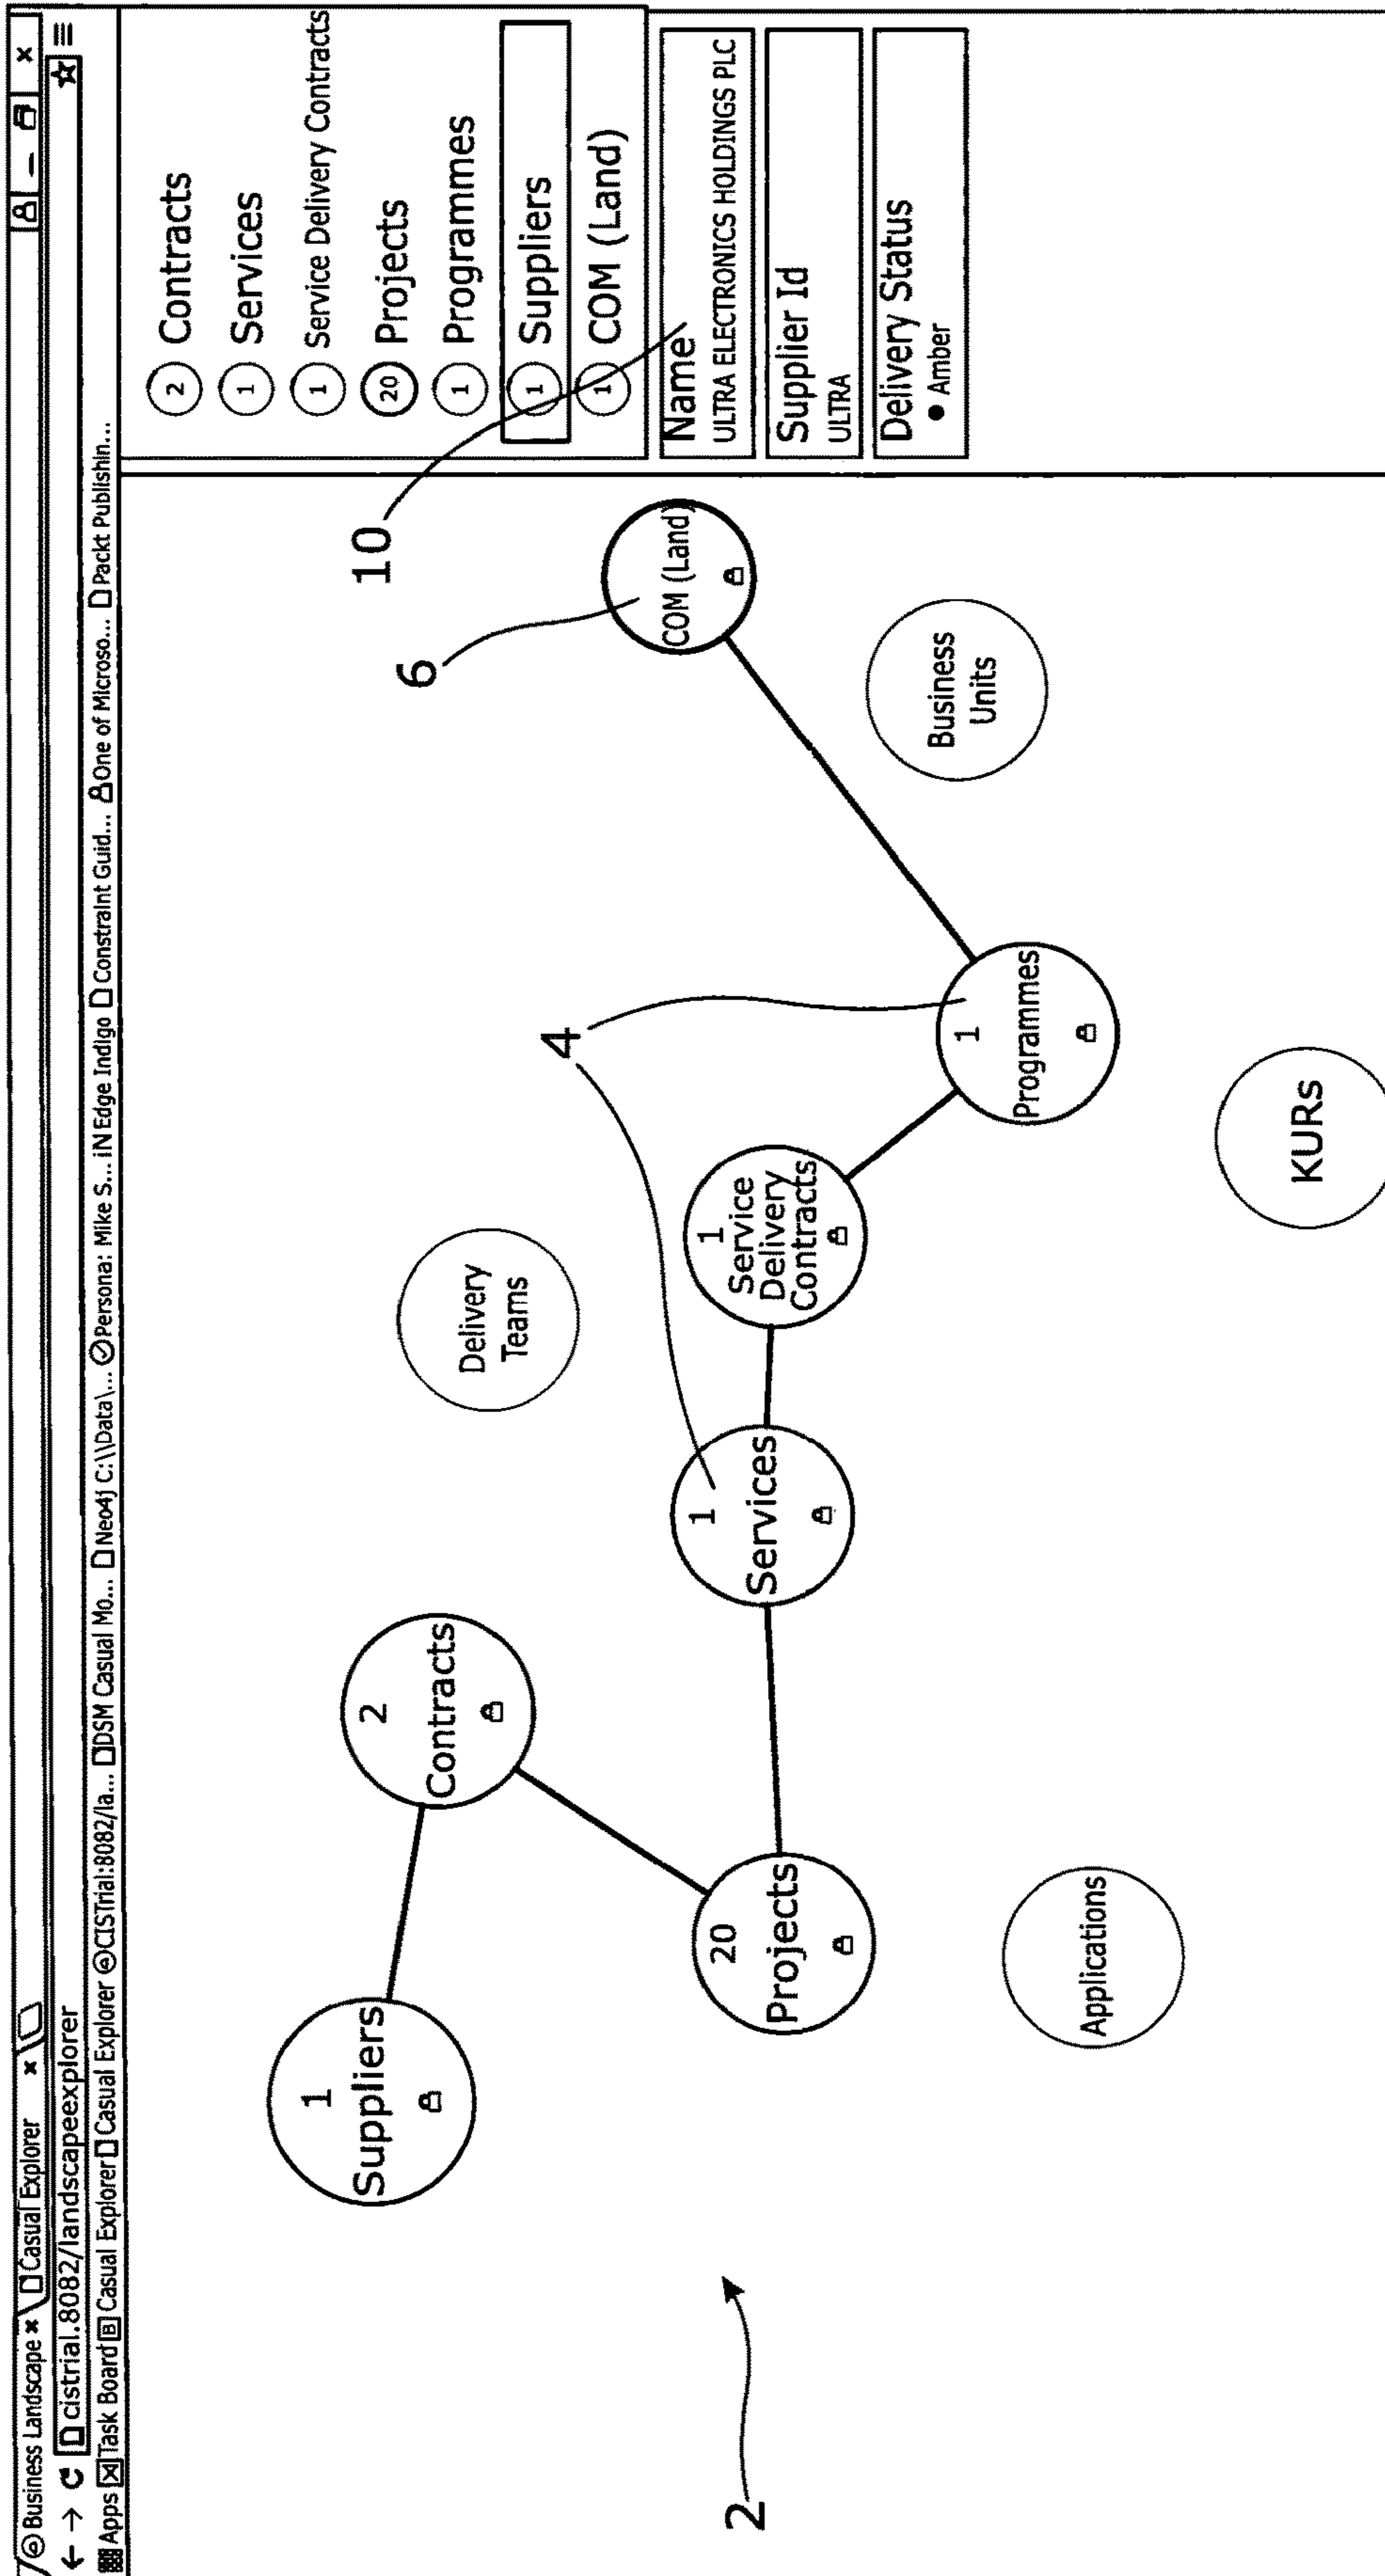 Business Landscape × Casual Explorer ×
cistrial.8082/landscapeexplorer
Apps Task Board B Casual Explorer Casual Explorer CISTrial:8082/la... DSM Casual Mo... Neo4j C:\\Data\... Persona: Mike S... iN Edge Indigo Constraint Guid... One of Microso... Packt Publishin...
2 Contracts
1 Services
1 Service Delivery Contracts
20 Projects
1 Programmes
1 Suppliers
1 COM (Land)
Name
ULTRA ELECTRONICS HOLDINGS PLC
Supplier Id
ULTRA
Delivery Status
● Amber
10
6
4
2
1
Suppliers
2
Contracts
20
Projects
1
Services
1
Service
Delivery
Contracts
1
Programmes
COM (Land)
Delivery
Teams
Business
Units
Applications
KURs